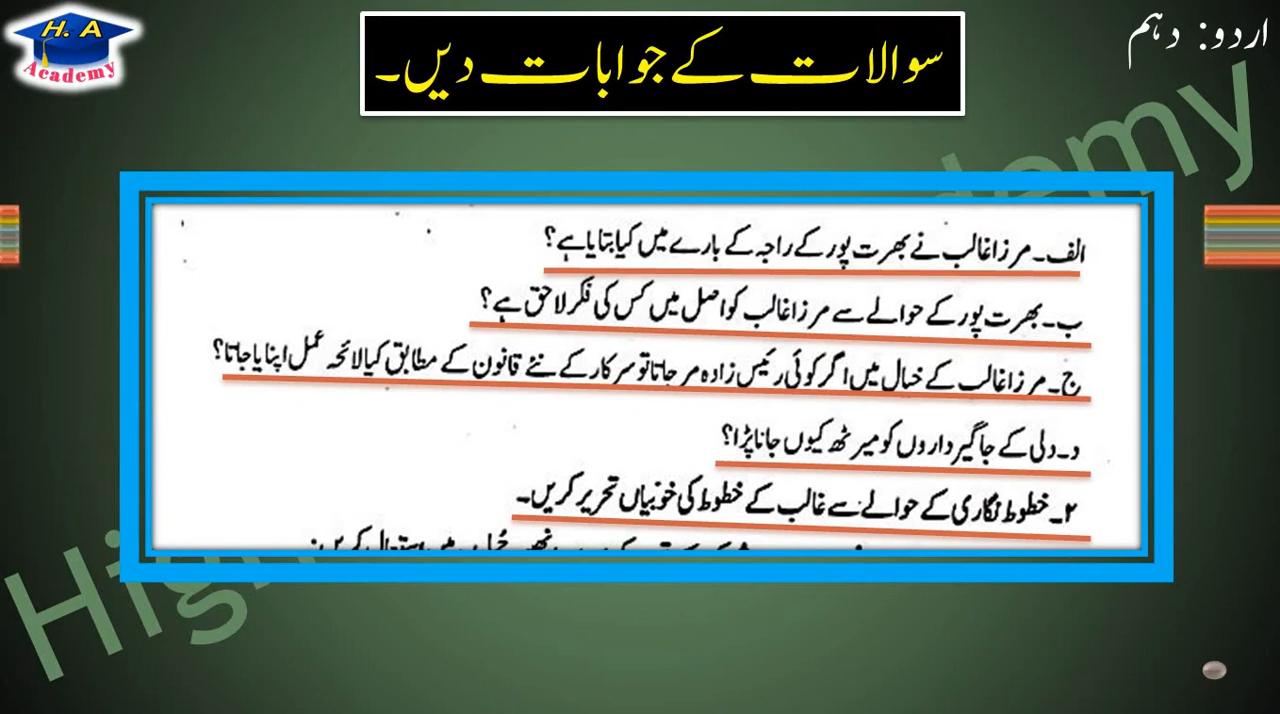 H. A
Academy
اردو: دہم
سوالات کے جوابات دیں۔
الف۔ مرزا غالب نے بھرت پور کے راجہ کے بارے میں کیا بتایا ہے؟
ب۔ بھرت پور کے حوالے سے مرزا غالب کو اصل میں کس کی فکر لاحق ہے؟
ج۔ مرزا غالب کے خیال میں اگر کوئی رئیس زادہ مر جاتا تو سرکار کے نئے قانون کے مطابق کیا لائحہ عمل اپنایا جاتا؟
د۔ دلی کے جاگیر داروں کو میرٹھ کیوں جانا پڑا؟
۲۔ خطوط نگاری کے حوالے سے غالب کے خطوط کی خوبیاں تحریر کریں۔